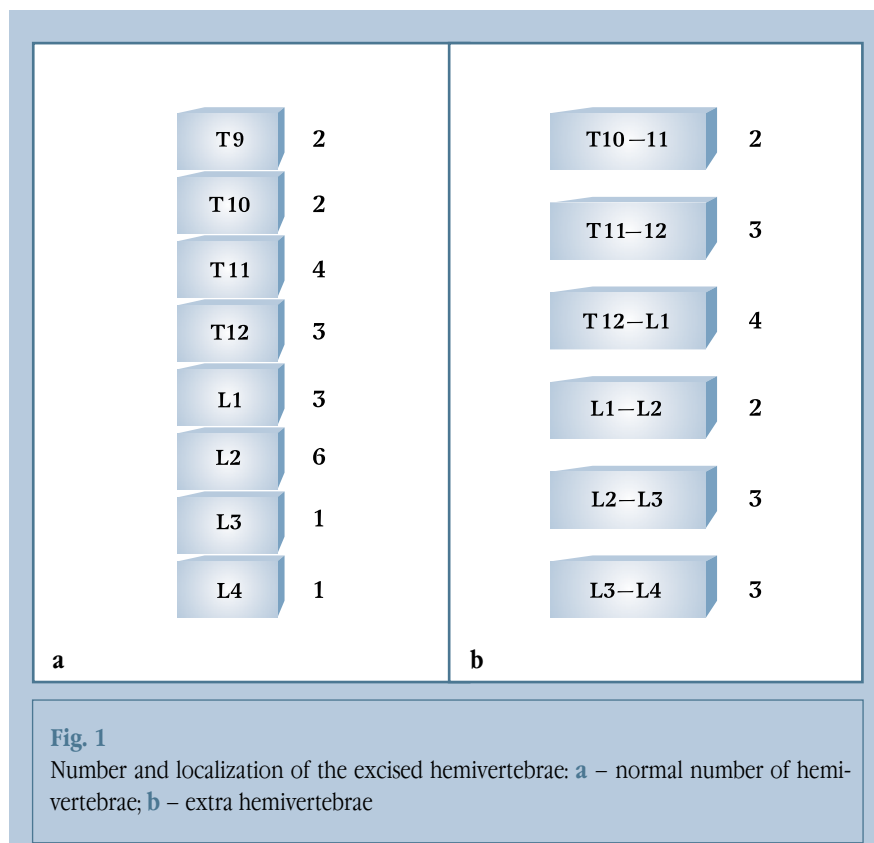 T9 2
T10 2
T11 4
T12 3
L1 3
L2 6
L3 1
L4 1
a
T10–11 2
T11–12 3
T12–L1 4
L1–L2 2
L2–L3 3
L3–L4 3
b
Fig. 1
Number and localization of the excised hemivertebrae: a – normal number of hemi-
vertebrae; b – extra hemivertebrae